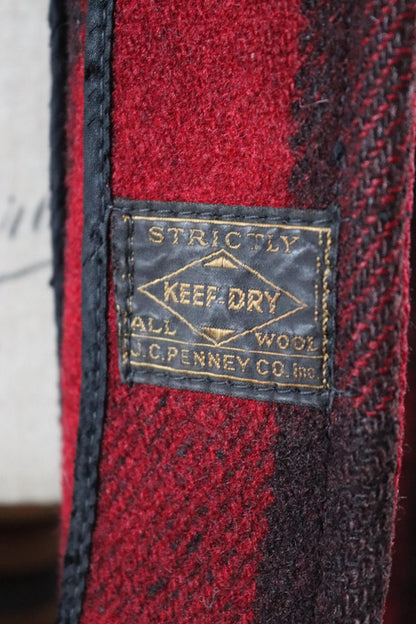 STRICTLY
KEEP-DRY
ALL WOOL
J.C. PENNEY CO. Inc.